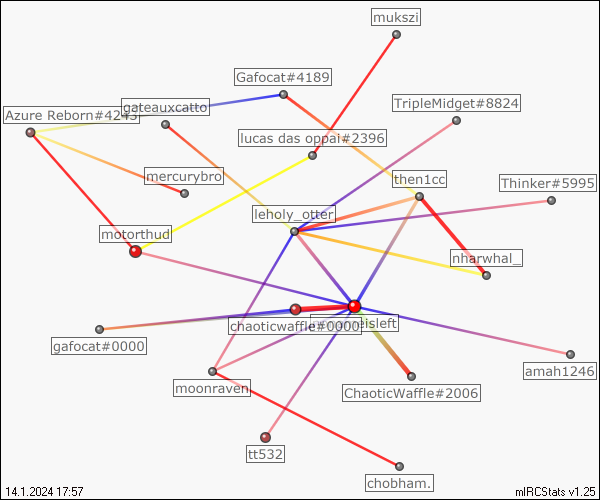 mukszi
Gafocat#4189
gateauxcatto
TripleMidget#8824
Azure Reborn#4243
lucas das oppai#2396
mercurybro
then1cc
Thinker#5995
leholy_otter
motorthud
nharwhal_
chaoticwaffle#0000
isleft
gafocat#0000
amah1246
moonraven
ChaoticWaffle#2006
tt532
chobham.
14.1.2024 17:57
mIRCStats v1.25